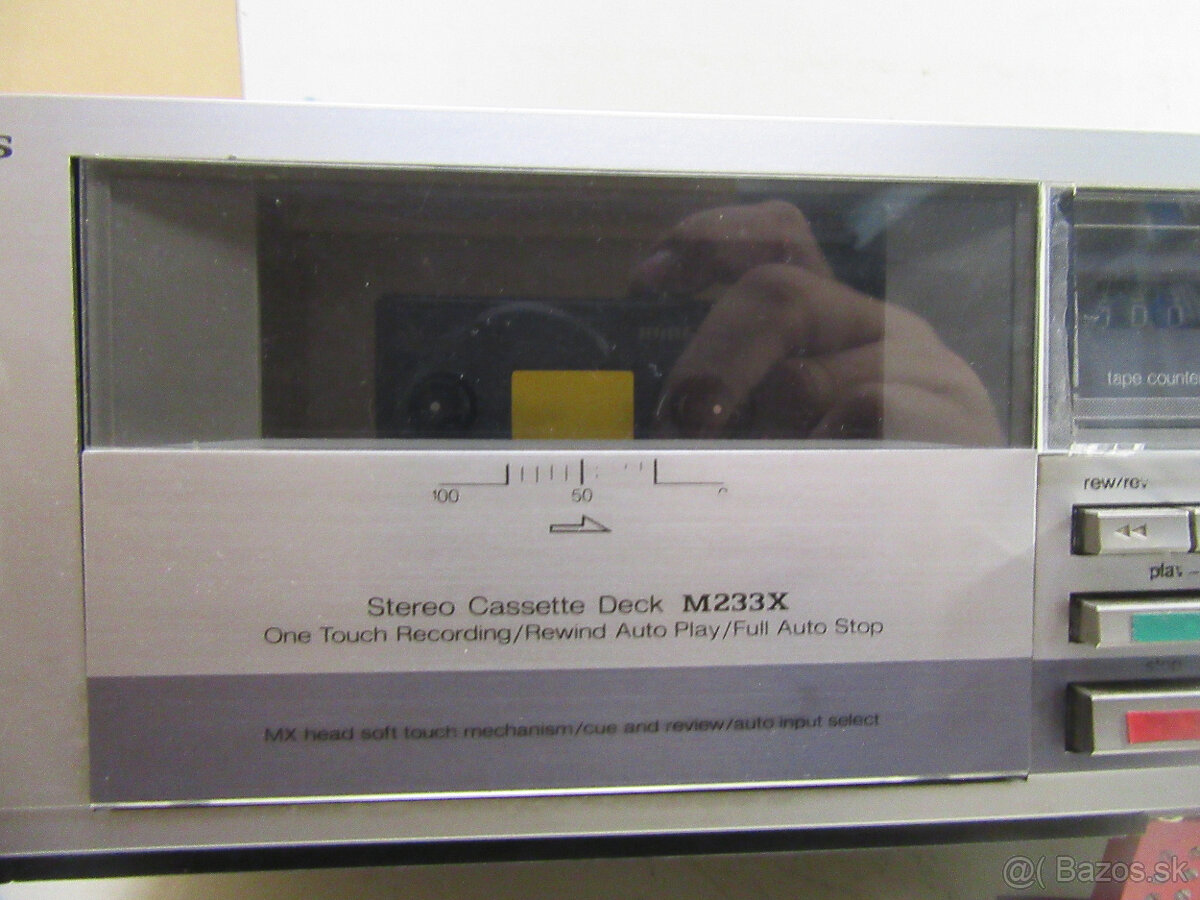 s
tape counter
100 50
rew/rev
play
Stereo Cassette Deck M233X
One Touch Recording/Rewind Auto Play/Full Auto Stop
stop
MX head soft touch mechanism/cue and review/auto input select
@( Bazos.sk